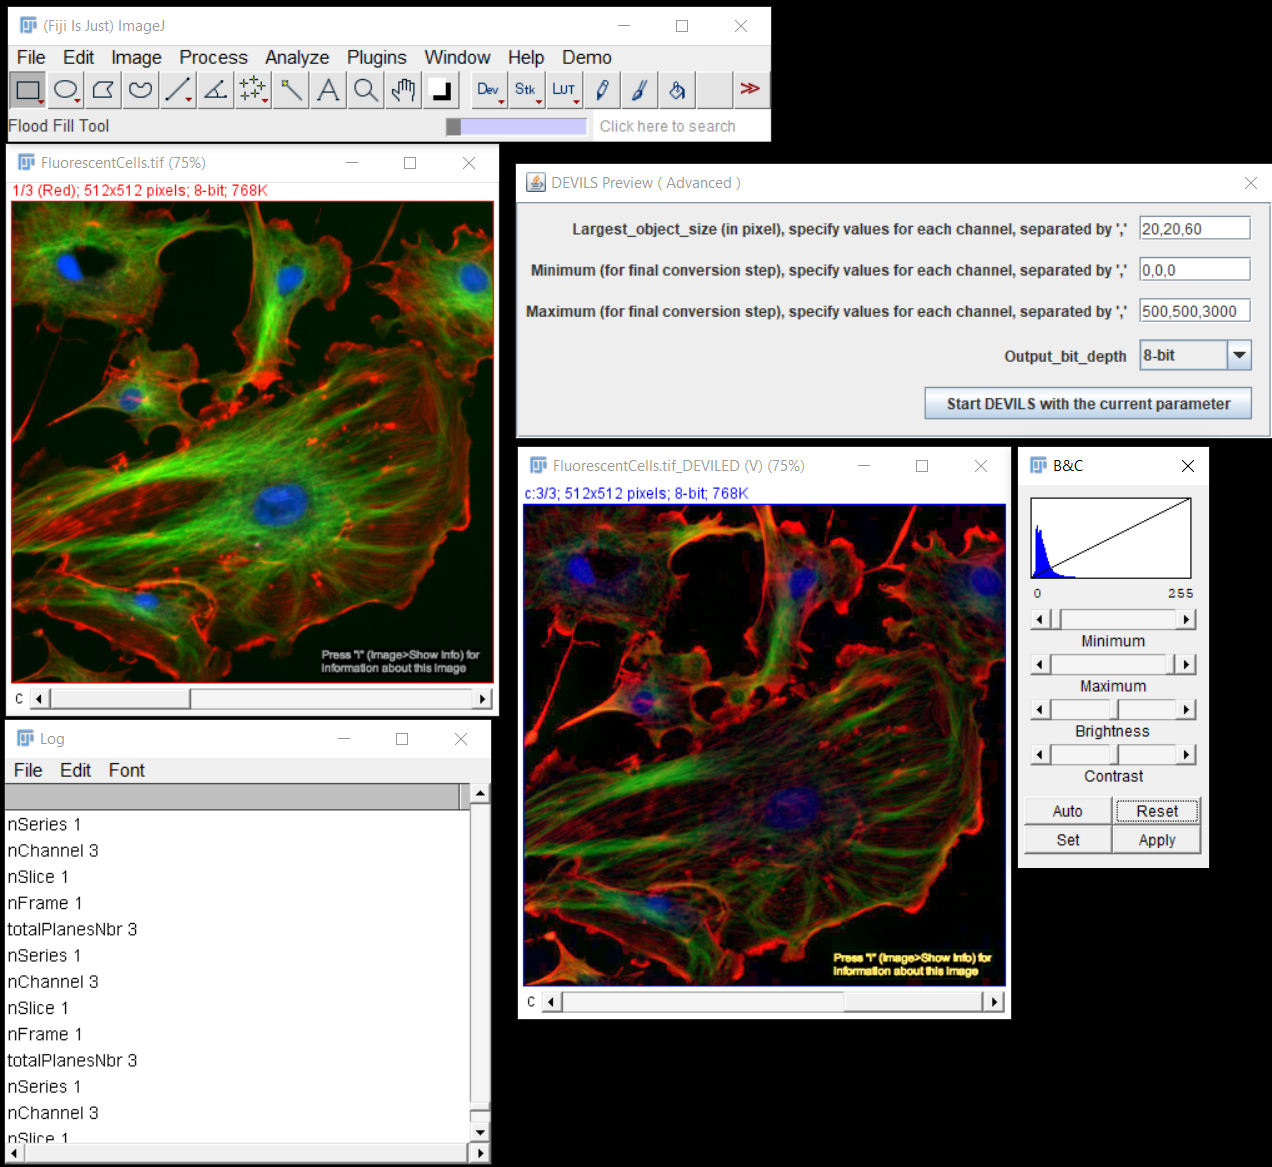 (Fiji Is Just) ImageJ
File Edit Image Process Analyze Plugins Window Help Demo
A Dev Stk LUT >>
Flood Fill Tool
Click here to search
FluorescentCells.tif (75%)
1/3 (Red); 512x512 pixels; 8-bit; 768K
Press "i" (Image>Show Info) for
information about this image
C
DEVILS Preview ( Advanced )
Largest_object_size (in pixel), specify values for each channel, separated by ',' 20,20,60
Minimum (for final conversion step), specify values for each channel, separated by ',' 0,0,0
Maximum (for final conversion step), specify values for each channel, separated by ',' 500,500,3000
Output_bit_depth 8-bit
Start DEVILS with the current parameter
FluorescentCells.tif_DEVILED (V) (75%)
c:3/3; 512x512 pixels; 8-bit; 768K
Press "i" (Image>Show Info) for
information about this image
C
B&C
0 255
Minimum
Maximum
Brightness
Contrast
Auto Reset
Set Apply
Log
File Edit Font
nSeries 1
nChannel 3
nSlice 1
nFrame 1
totalPlanesNbr 3
nSeries 1
nChannel 3
nSlice 1
nFrame 1
totalPlanesNbr 3
nSeries 1
nChannel 3
nSlice 1